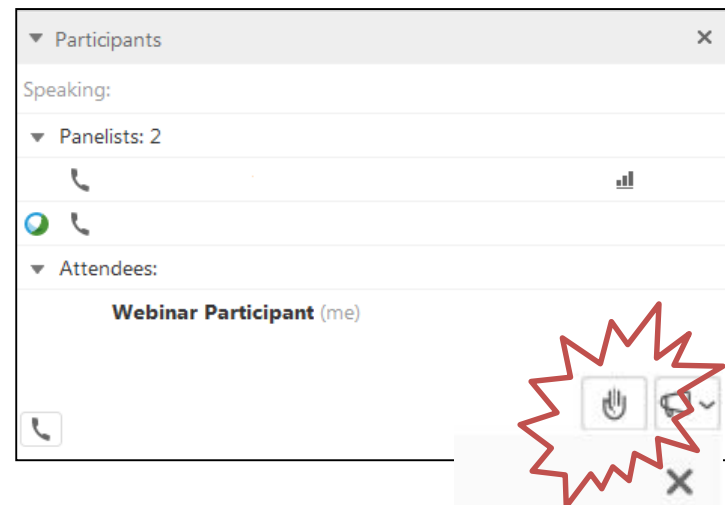 Participants
Speaking:
Panelists: 2
Attendees:
Webinar Participant (me)